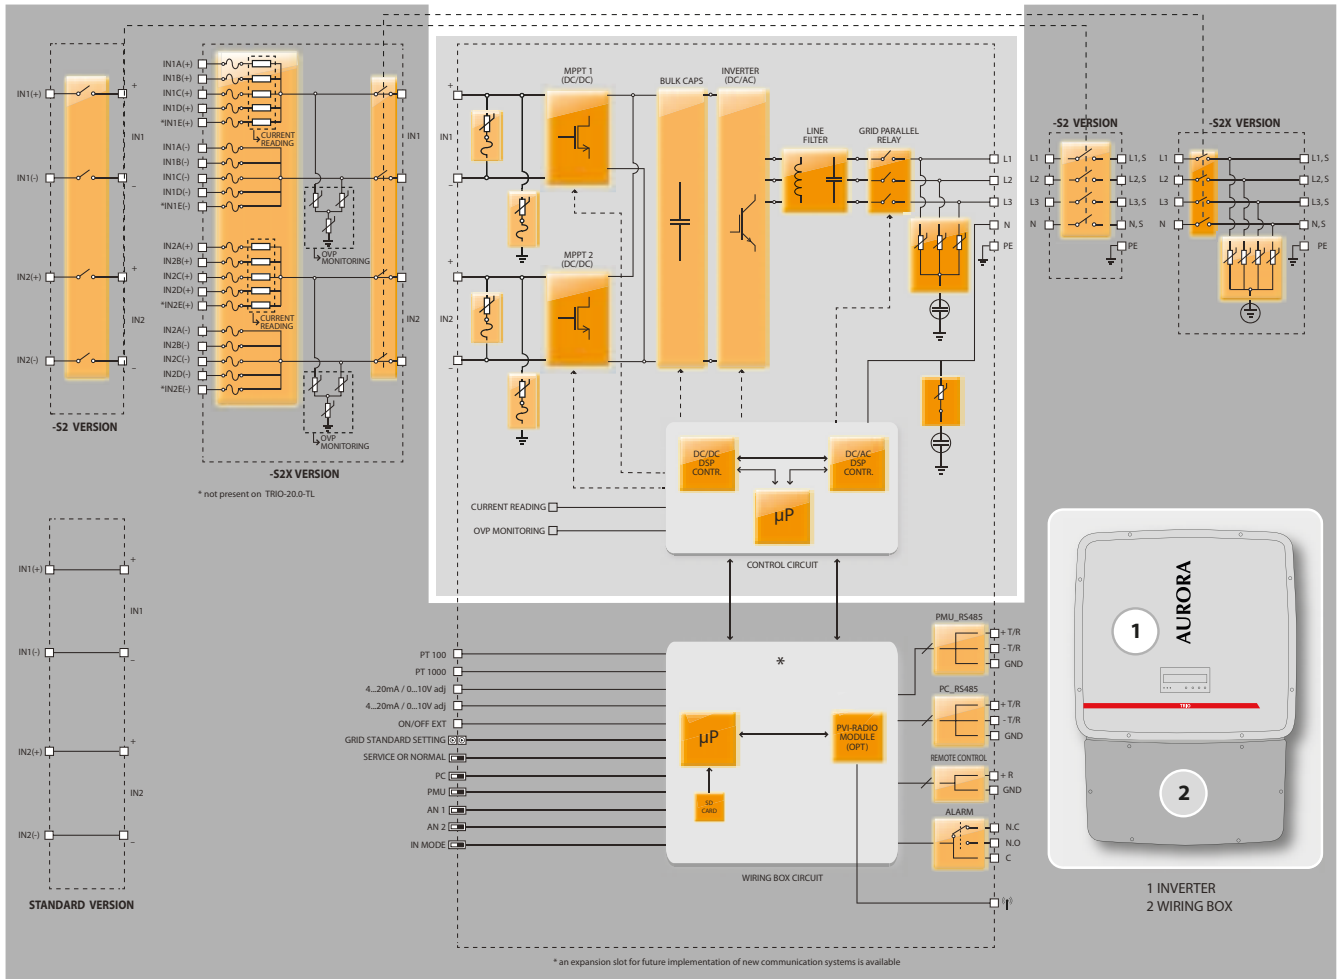 IN1(+)
+
IN1
IN1(-)
–
IN2(+)
+
IN2
IN2(-)
–
-S2 VERSION
IN1A(+)
IN1B(+)
IN1C(+)
IN1D(+)
*IN1E(+)
CURRENT
READING
IN1A(-)
IN1B(-)
IN1C(-)
IN1D(-)
*IN1E(-)
OVP
MONITORING
IN2A(+)
IN2B(+)
IN2C(+)
IN2D(+)
*IN2E(+)
CURRENT
READING
IN2A(-)
IN2B(-)
IN2C(-)
IN2D(-)
*IN2E(-)
OVP
MONITORING
IN1
IN2
-S2X VERSION
* not present on TRIO-20.0-TL
+
IN1
–
+
IN2
–
MPPT 1
(DC/DC)
MPPT 2
(DC/DC)
BULK CAPS
INVERTER
(DC/AC)
LINE
FILTER
GRID PARALLEL
RELAY
L1
L2
L3
N
PE
-S2 VERSION
L1
L2
L3
N
L1, S
L2, S
L3, S
N, S
PE
-S2X VERSION
L1
L2
L3
N
L1, S
L2, S
L3, S
N, S
PE
DC/DC
DSP
CONTR.
DC/AC
DSP
CONTR.
µP
CURRENT READING
OVP MONITORING
CONTROL CIRCUIT
IN1(+)
+
IN1
IN1(-)
–
IN2(+)
+
IN2
IN2(-)
–
STANDARD VERSION
PT 100
PT 1000
4...20mA / 0...10V adj
4...20mA / 0...10V adj
ON/OFF EXT
GRID STANDARD SETTING
SERVICE OR NORMAL
PC
PMU
AN 1
AN 2
IN MODE
*
µP
SD
CARD
PVI-RADIO
MODULE
(OPT)
WIRING BOX CIRCUIT
PMU_RS485
+ T/R
- T/R
GND
PC_RS485
+ T/R
- T/R
GND
REMOTE CONTROL
+ R
GND
ALARM
N.C
N.O
C
AURORA
1
TRIO
2
1 INVERTER
2 WIRING BOX
* an expansion slot for future implementation of new communication systems is available